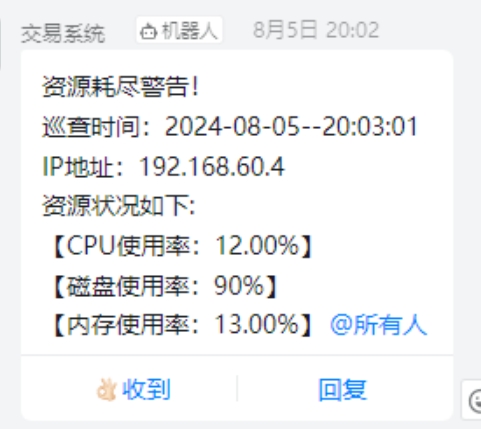 交易系统 机器人 8月5日 20:02
资源耗尽警告!
巡查时间：2024-08-05--20:03:01
IP地址：192.168.60.4
资源状况如下:
【CPU使用率：12.00%】
【磁盘使用率：90%】
【内存使用率：13.00%】@所有人
👌🏻收到 回复